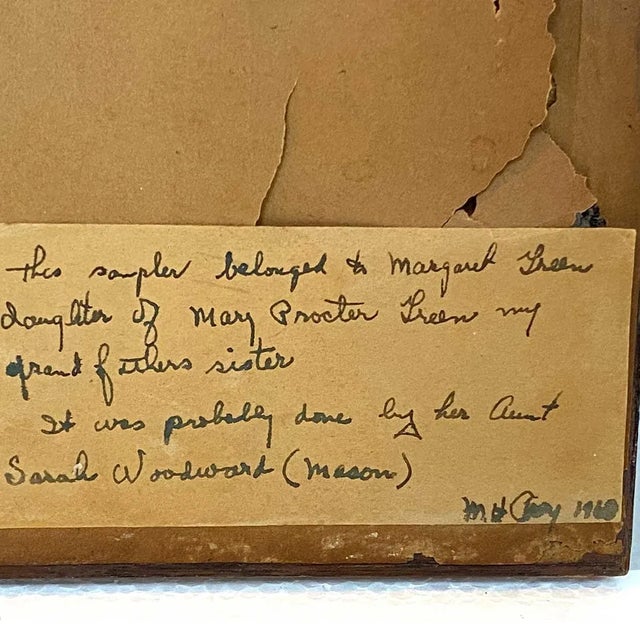 This sampler belonged to Margaret Green
daughter of Mary Procter Green my
grandfathers sister
It was probably done by her Aunt
Sarah Woodward (Mason)
M H